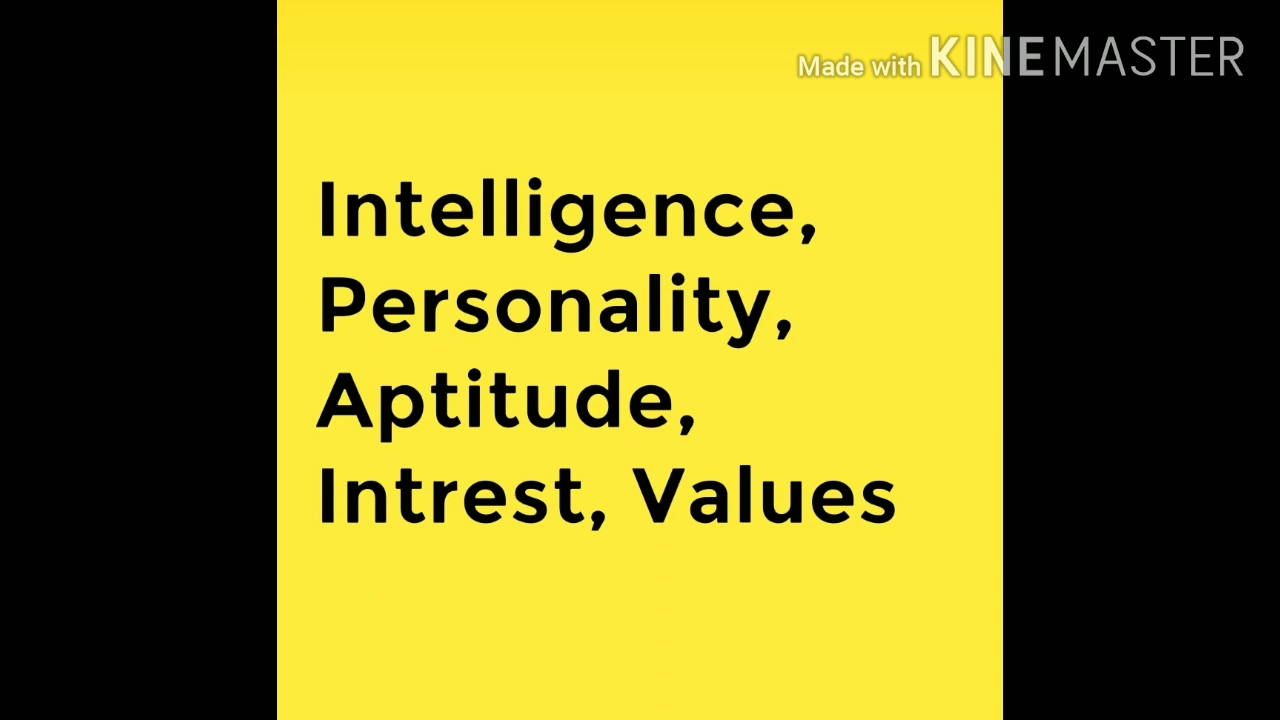 Made with KINEMASTER
Intelligence,
Personality,
Aptitude,
Intrest, Values